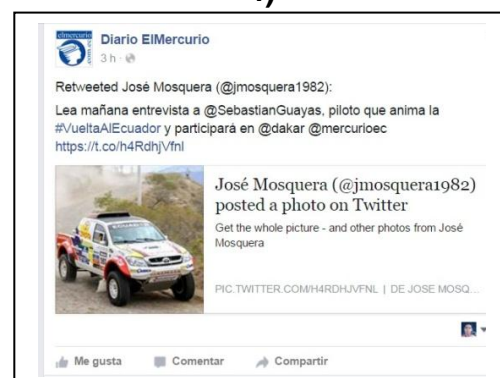 Diario ElMercurio
3 h
Retweeted José Mosquera (@jmosquera1982):
Lea mañana entrevista a @SebastianGuayas, piloto que anima la
#VueltaAlEcuador y participará en @dakar @mercurioec
https://t.co/h4RdhjVfnl
José Mosquera (@jmosquera1982)
posted a photo on Twitter
Get the whole picture - and other photos from José
Mosquera
PIC.TWITTER.COM/H4RDHJVFNL | DE JOSE MOSQ...
Me gusta Comentar Compartir